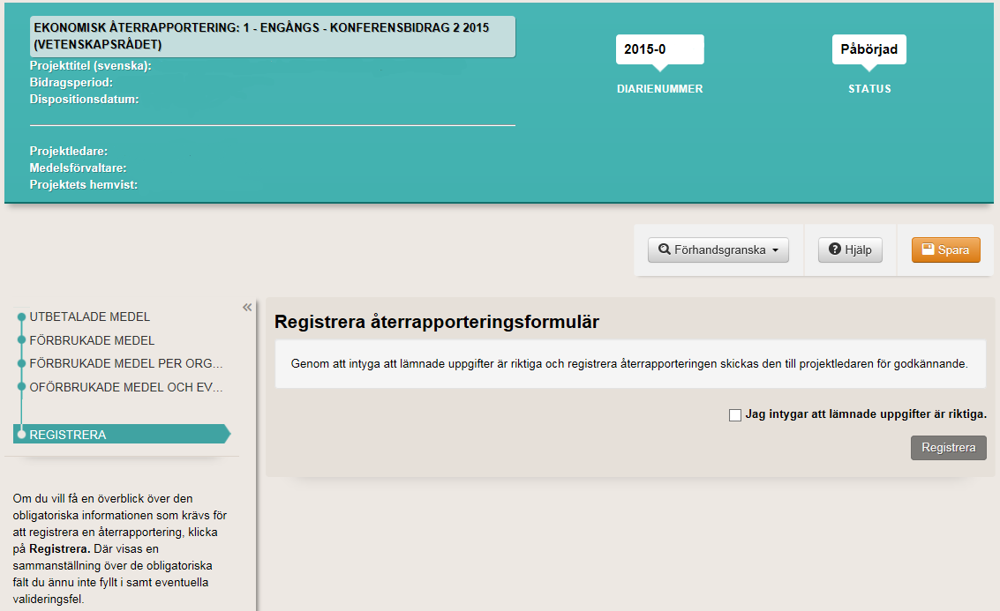 EKONOMISK ÅTERRAPPORTERING: 1 - ENGÅNGS - KONFERENSBIDRAG 2 2015
(VETENSKAPSRÅDET)
Projekttitel (svenska):
Bidragsperiod:
Dispositionsdatum:
Projektledare:
Medelsförvaltare:
Projektets hemvist:
2015-0
DIARIENUMMER
Påbörjad
STATUS
Förhandsgranska
Hjälp
Spara
UTBETALADE MEDEL
FÖRBRUKADE MEDEL
FÖRBRUKADE MEDEL PER ORG...
OFÖRBRUKADE MEDEL OCH EV...
REGISTRERA
Om du vill få en överblick över den
obligatoriska informationen som krävs för
att registrera en återrapportering, klicka
på Registrera. Där visas en
sammanställning över de obligatoriska
fält du ännu inte fyllt i samt eventuella
valideringsfel.
Registrera återrapporteringsformulär
Genom att intyga att lämnade uppgifter är riktiga och registrera återrapporteringen skickas den till projektledaren för godkännande.
Jag intygar att lämnade uppgifter är riktiga.
Registrera